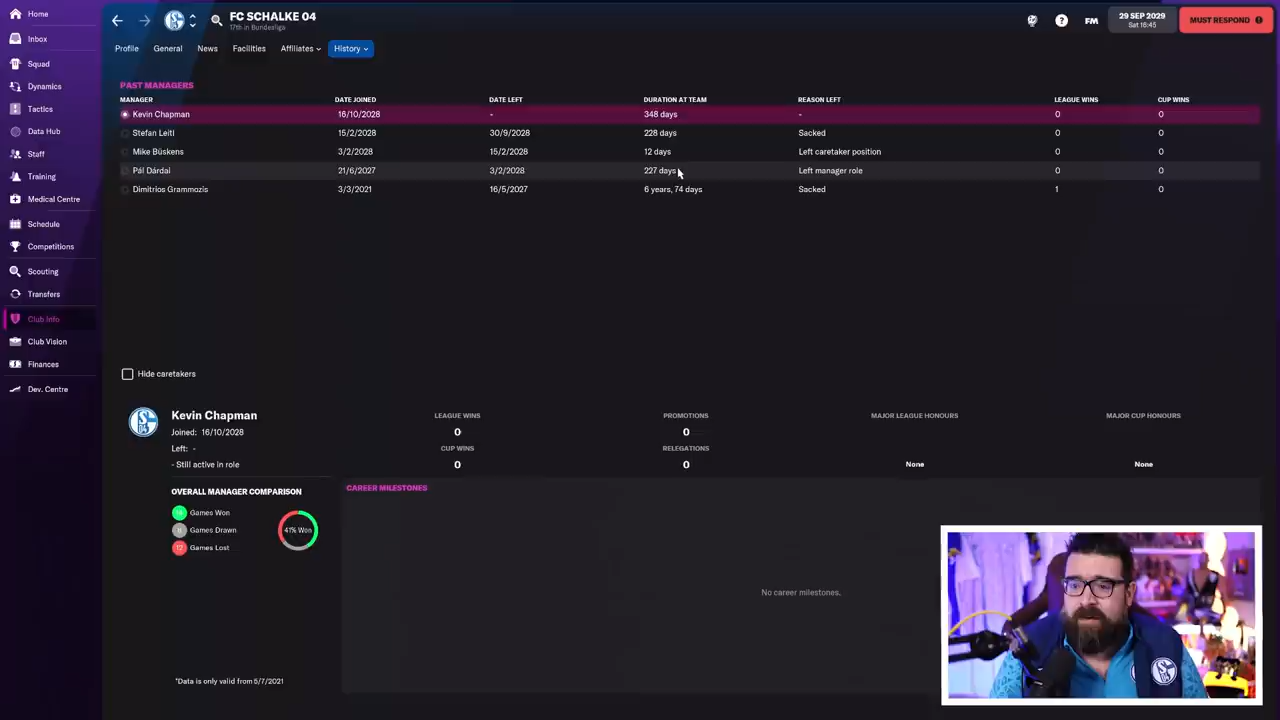 FC SCHALKE 04
17th in Bundesliga
29 SEP 2029
Sat 16:45
FM
MUST RESPOND
Home
Inbox
Squad
Dynamics
Tactics
Data Hub
Staff
Training
Medical Centre
Schedule
Competitions
Scouting
Transfers
Club Info
Club Vision
Finances
Dev. Centre
Profile General News Facilities Affiliates History
PAST MANAGERS
MANAGER DATE JOINED DATE LEFT DURATION AT TEAM REASON LEFT LEAGUE WINS CUP WINS
Kevin Chapman 16/10/2028 - 348 days - 0 0
Stefan Leitl 15/2/2028 30/9/2028 228 days Sacked 0 0
Mike Büskens 3/2/2028 15/2/2028 12 days Left caretaker position 0 0
Pál Dárdai 21/6/2027 3/2/2028 227 days Left manager role 0 0
Dimitrios Grammozis 3/3/2021 16/5/2027 6 years, 74 days Sacked 1 0
Hide caretakers
Kevin Chapman
Joined: 16/10/2028
Left: -
- Still active in role
LEAGUE WINS PROMOTIONS MAJOR LEAGUE HONOURS MAJOR CUP HONOURS
0 0
CUP WINS RELEGATIONS
0 0 None None
OVERALL MANAGER COMPARISON
Games Won
Games Drawn
Games Lost
41% Won
CAREER MILESTONES
No career milestones.
*Data is only valid from 5/7/2021